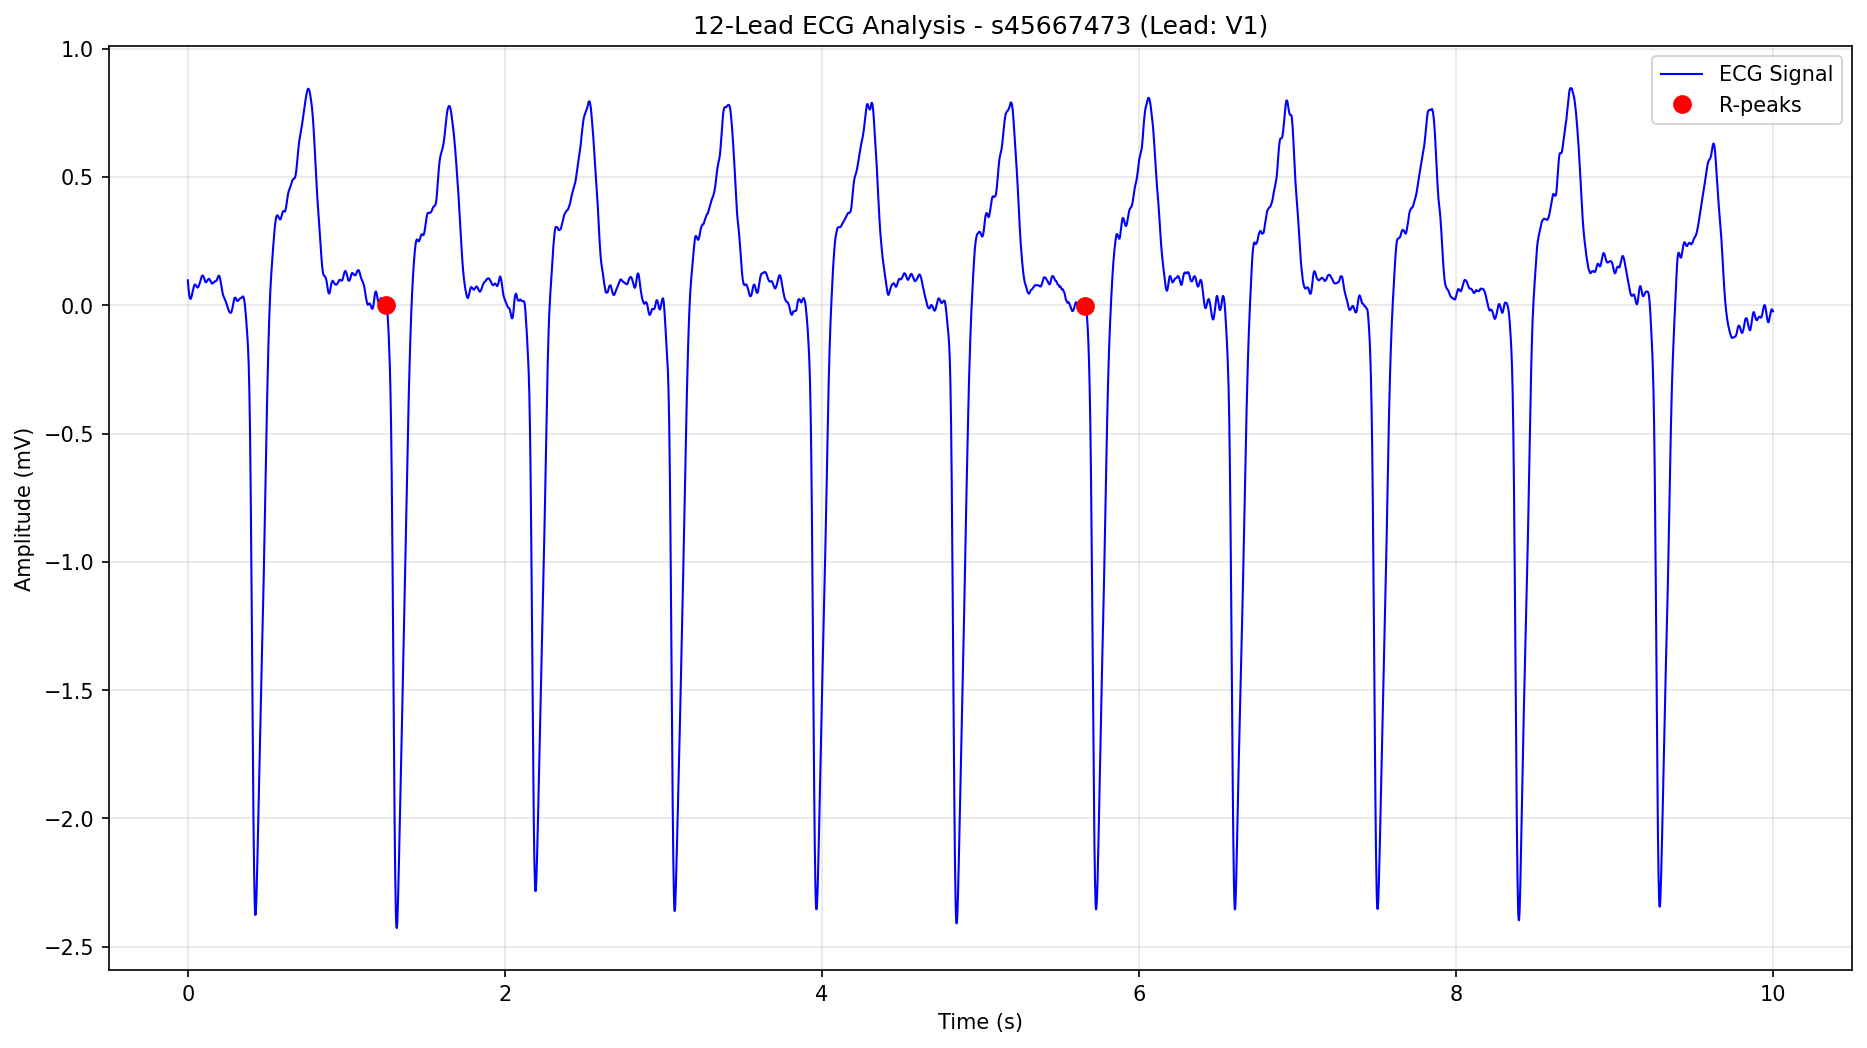 12-Lead ECG Analysis - s45667473 (Lead: V1)
ECG Signal
R-peaks
Amplitude (mV)
1.0
0.5
0.0
−0.5
−1.0
−1.5
−2.0
−2.5
0 2 4 6 8 10
Time (s)